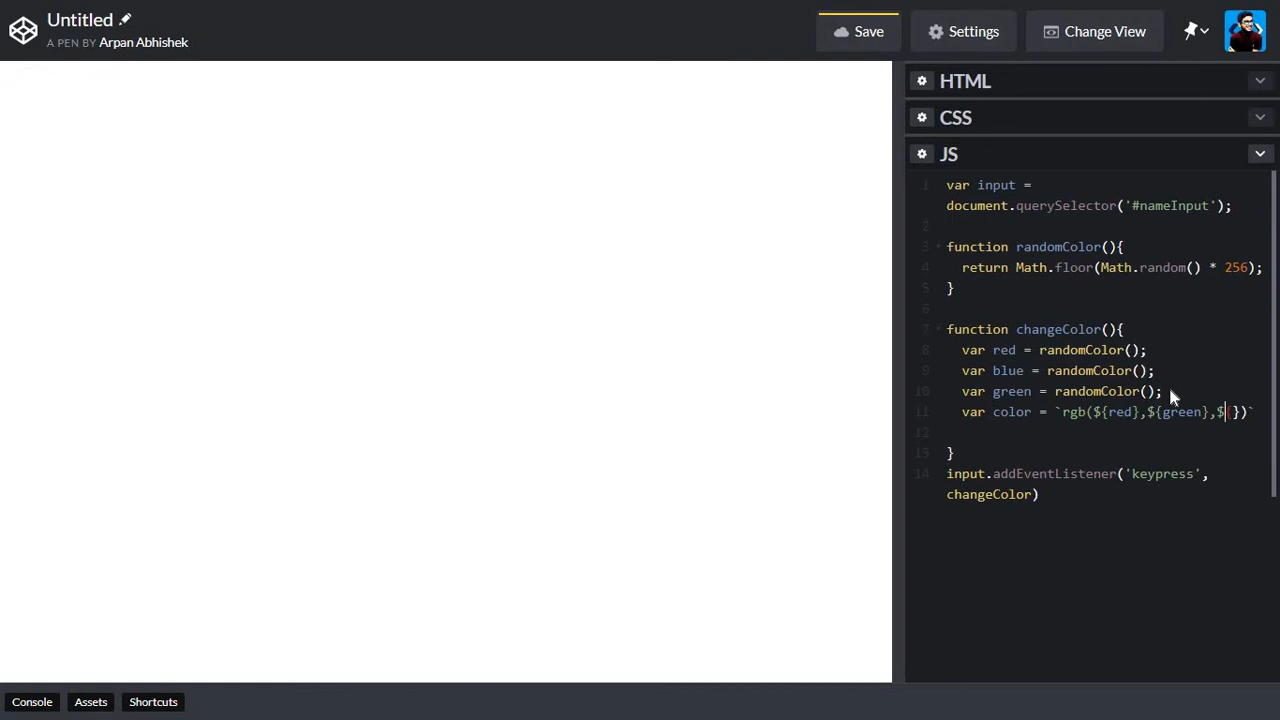 Untitled
A PEN BY Arpan Abhishek
Save
Settings
Change View
HTML
CSS
JS
1 var input =
document.querySelector('#nameInput');
2
3 function randomColor(){
4 return Math.floor(Math.random() * 256);
5 }
6
7 function changeColor(){
8 var red = randomColor();
9 var blue = randomColor();
10 var green = randomColor();
11 var color = `rgb(${red},${green},${})`
12
13 }
14 input.addEventListener('keypress',
changeColor)
Console
Assets
Shortcuts